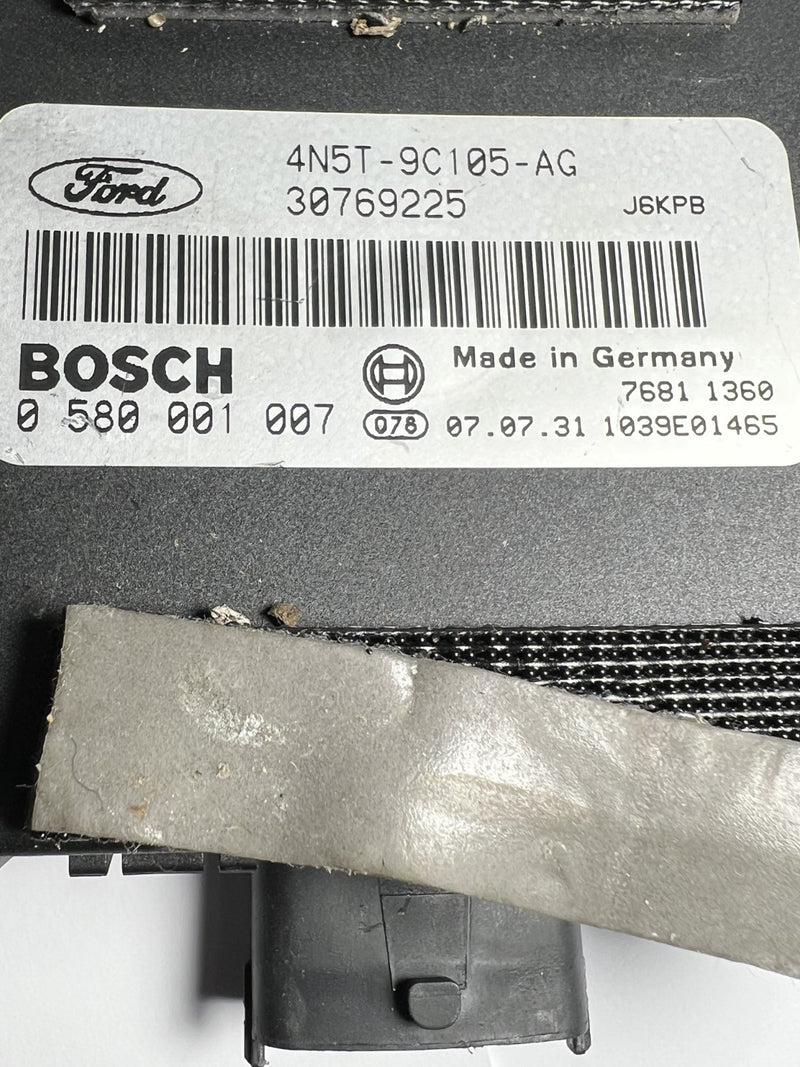 Ford
4N5T-9C105-AG
30769225
J6KPB
BOSCH
Made in Germany
7681 1360
0 580 001 007
078 07.07.31 1039E01465